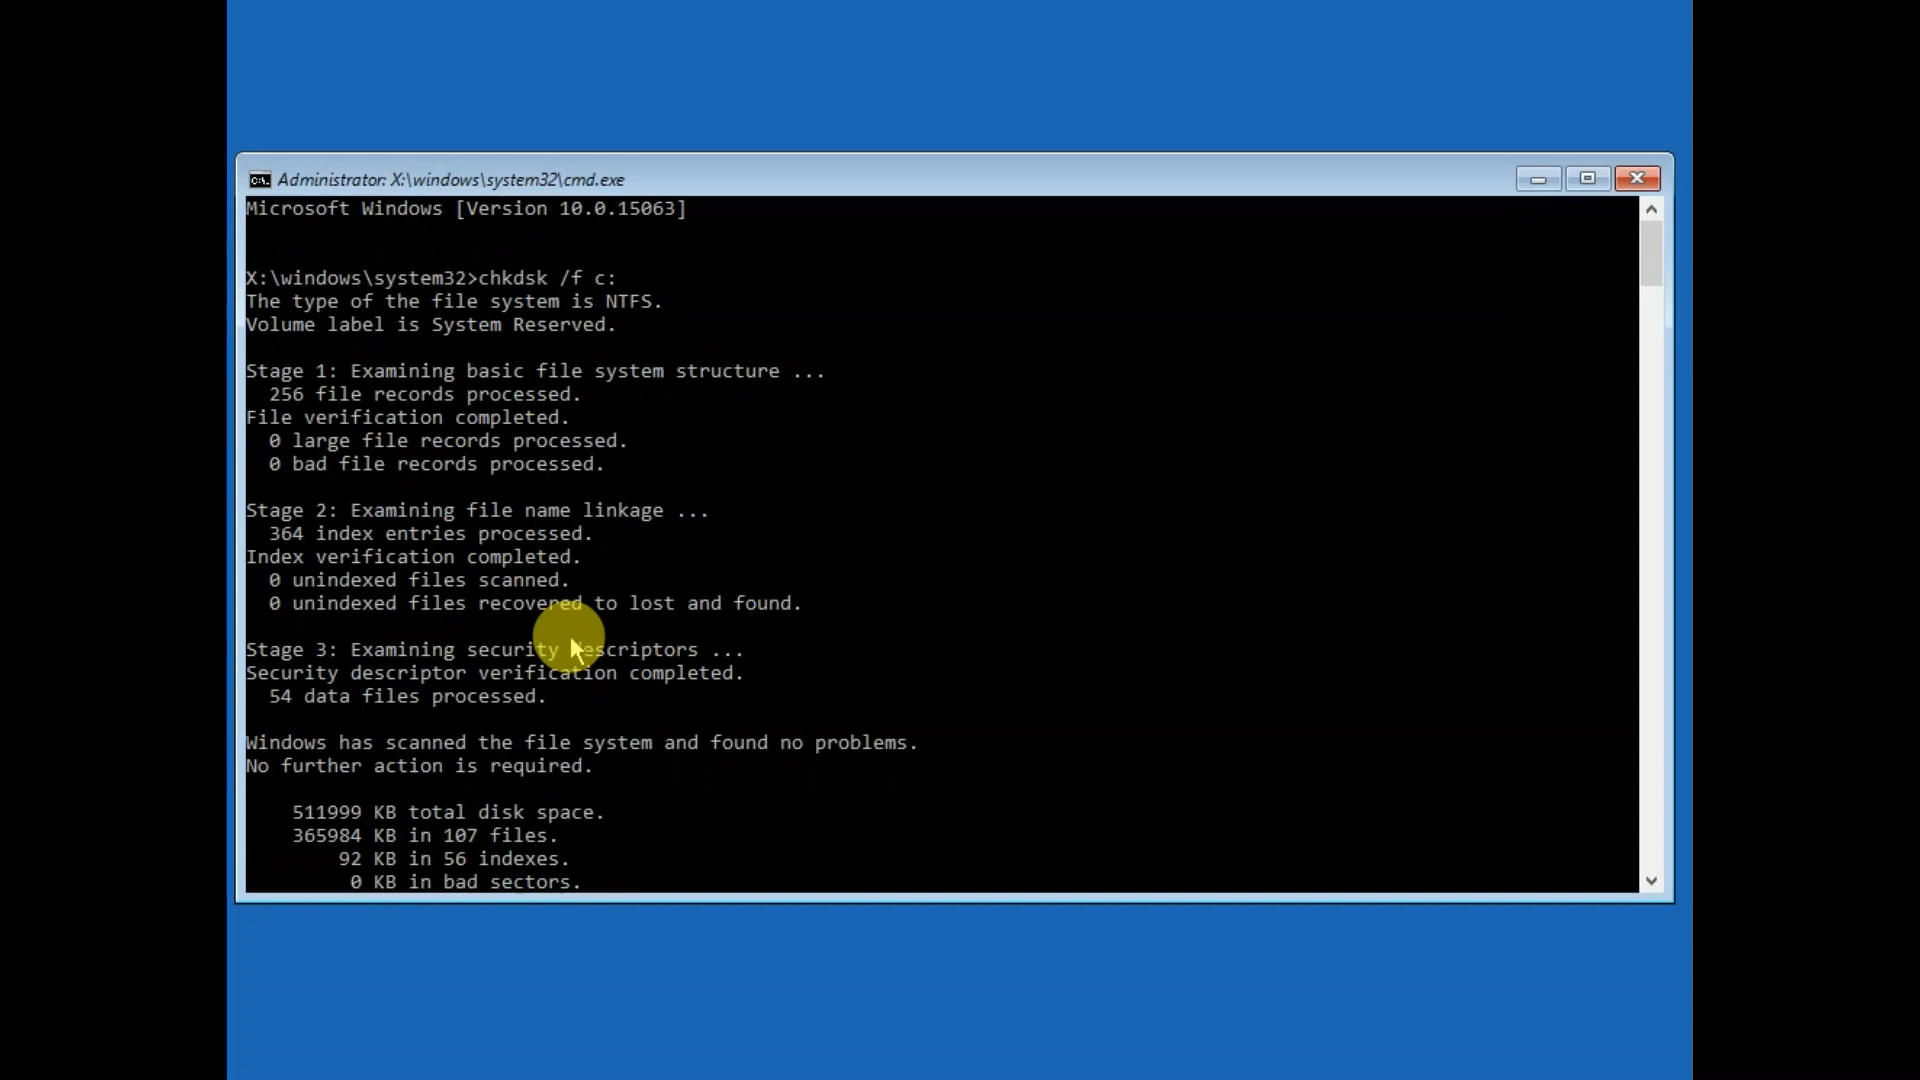 Administrator: X:\windows\system32\cmd.exe
Microsoft Windows [Version 10.0.15063]
X:\windows\system32>chkdsk /f c:
The type of the file system is NTFS.
Volume label is System Reserved.
Stage 1: Examining basic file system structure ...
256 file records processed.
File verification completed.
0 large file records processed.
0 bad file records processed.
Stage 2: Examining file name linkage ...
364 index entries processed.
Index verification completed.
0 unindexed files scanned.
0 unindexed files recovered to lost and found.
Stage 3: Examining security descriptors ...
Security descriptor verification completed.
54 data files processed.
Windows has scanned the file system and found no problems.
No further action is required.
511999 KB total disk space.
365984 KB in 107 files.
92 KB in 56 indexes.
0 KB in bad sectors.